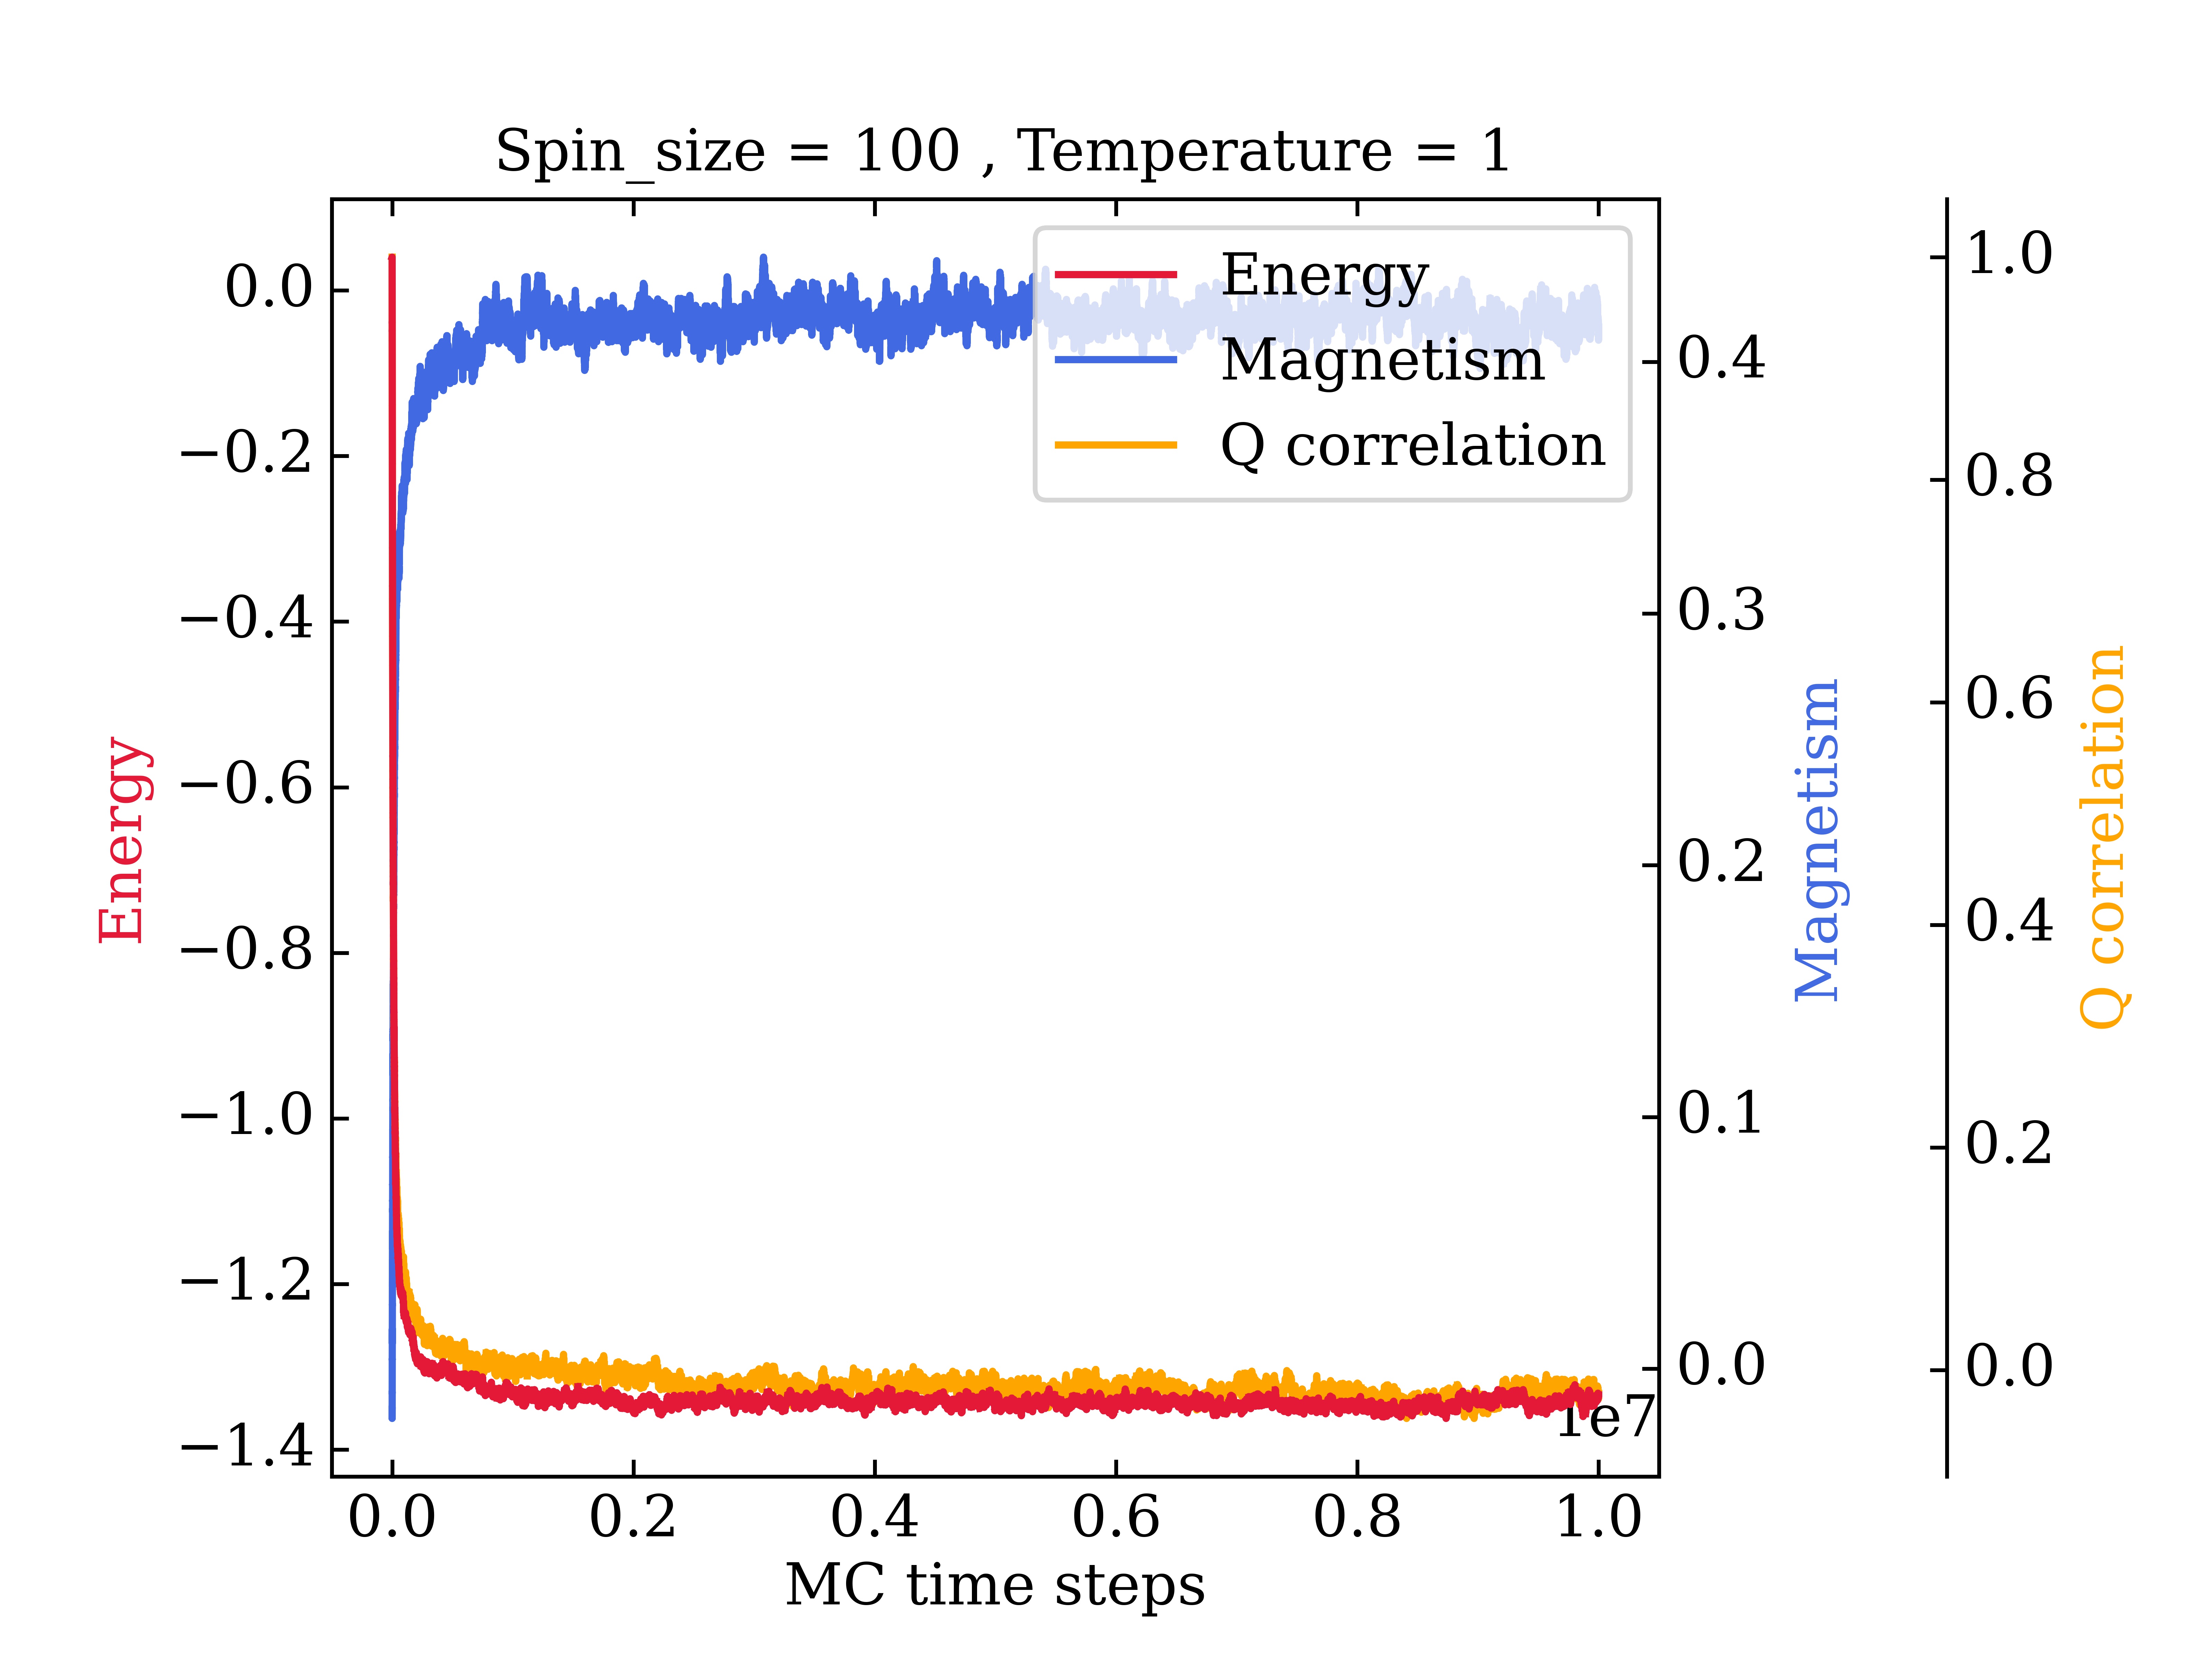 Spin_size = 100 , Temperature = 1
Energy
Magnetism
Q correlation
Energy
0.0
−0.2
−0.4
−0.6
−0.8
−1.0
−1.2
−1.4
0.4
0.3
0.2
0.1
0.0
Magnetism
1.0
0.8
0.6
0.4
0.2
0.0
Q correlation
1e7
0.0 0.2 0.4 0.6 0.8 1.0
MC time steps